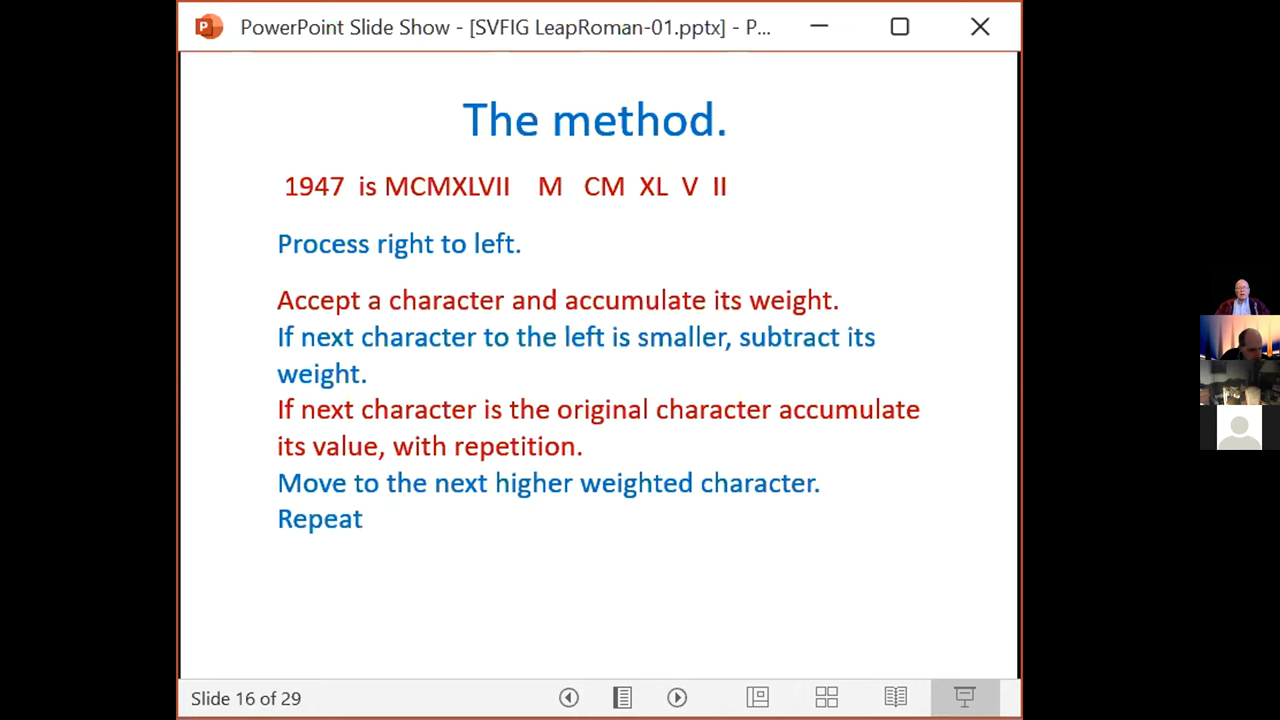 PowerPoint Slide Show - [SVFIG LeapRoman-01.pptx] - P...
The method.
1947 is MCMXLVII M CM XL V II
Process right to left.
Accept a character and accumulate its weight.
If next character to the left is smaller, subtract its
weight.
If next character is the original character accumulate
its value, with repetition.
Move to the next higher weighted character.
Repeat
Slide 16 of 29